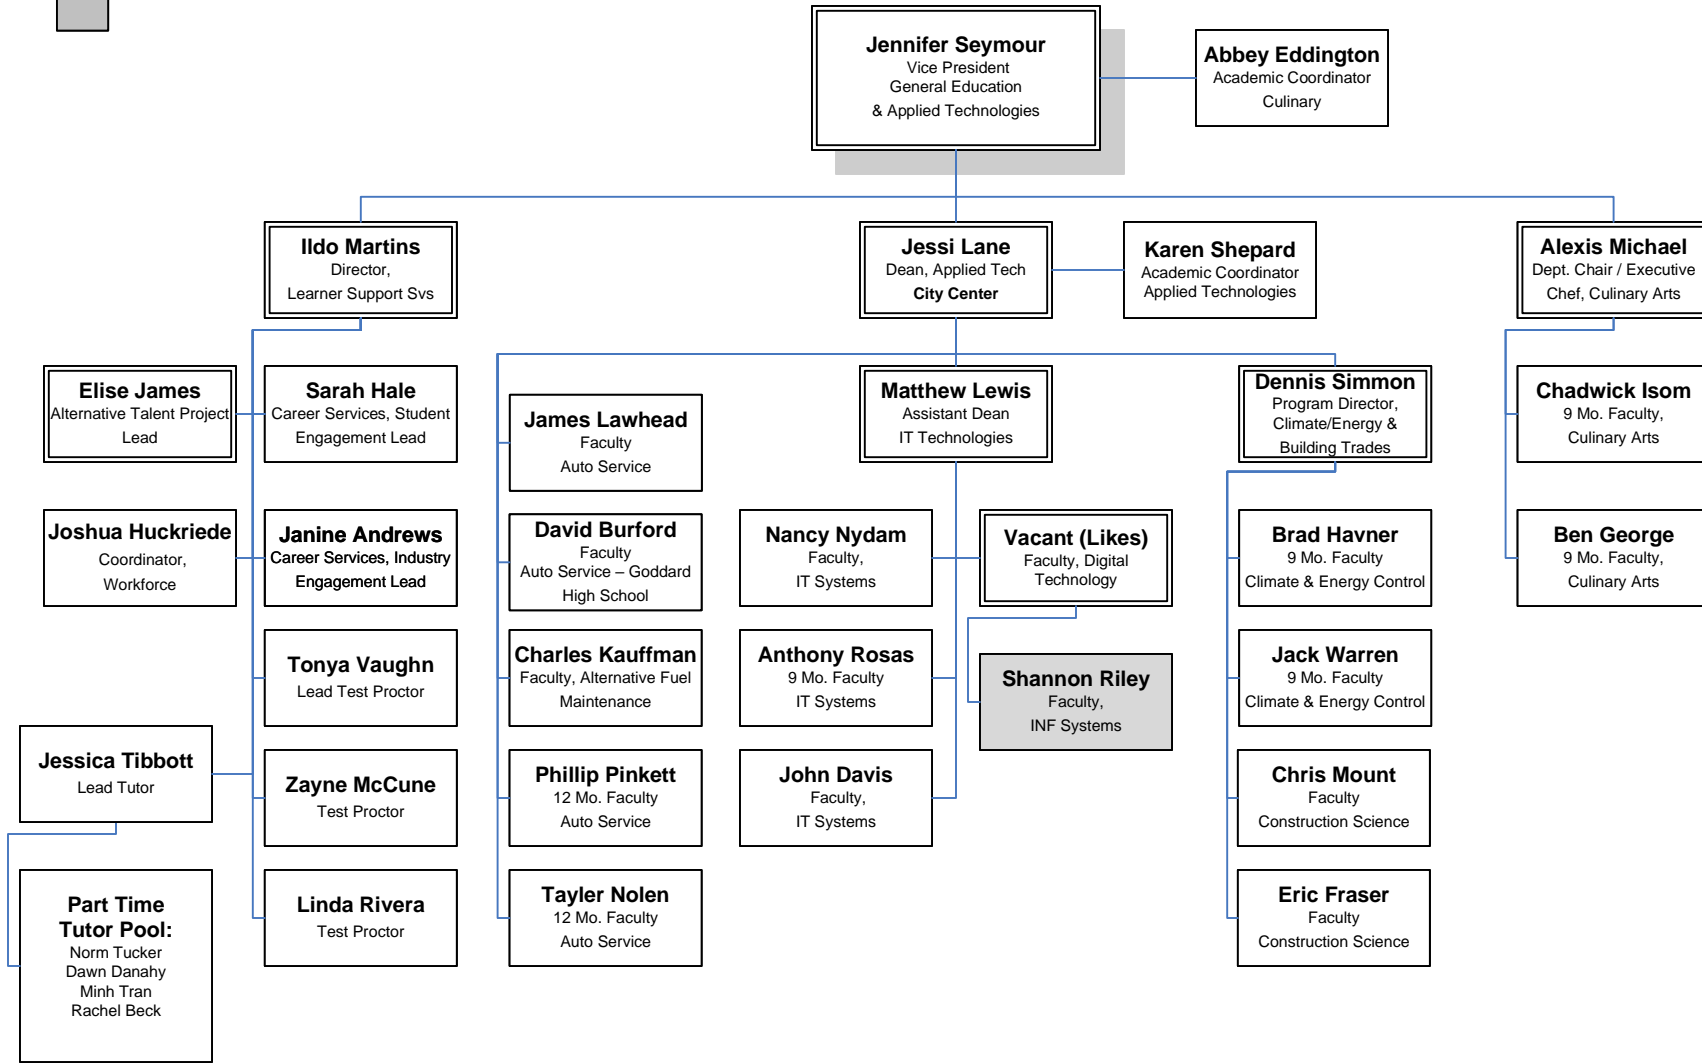 Jennifer Seymour
Vice President
General Education
& Applied Technologies
Abbey Eddington
Academic Coordinator
Culinary
Ildo Martins
Director,
Learner Support Svs
Jessi Lane
Dean, Applied Tech
City Center
Karen Shepard
Academic Coordinator
Applied Technologies
Alexis Michael
Dept. Chair / Executive
Chef, Culinary Arts
Elise James
Alternative Talent Project
Lead
Sarah Hale
Career Services, Student
Engagement Lead
James Lawhead
Faculty
Auto Service
Matthew Lewis
Assistant Dean
IT Technologies
Dennis Simmon
Program Director,
Climate/Energy &
Building Trades
Chadwick Isom
9 Mo. Faculty,
Culinary Arts
Joshua Huckriede
Coordinator,
Workforce
Janine Andrews
Career Services, Industry
Engagement Lead
David Burford
Faculty
Auto Service – Goddard
High School
Nancy Nydam
Faculty,
IT Systems
Vacant (Likes)
Faculty, Digital
Technology
Brad Havner
9 Mo. Faculty
Climate & Energy Control
Ben George
9 Mo. Faculty,
Culinary Arts
Tonya Vaughn
Lead Test Proctor
Charles Kauffman
Faculty, Alternative Fuel
Maintenance
Anthony Rosas
9 Mo. Faculty
IT Systems
Shannon Riley
Faculty,
INF Systems
Jack Warren
9 Mo. Faculty
Climate & Energy Control
Jessica Tibbott
Lead Tutor
Zayne McCune
Test Proctor
Phillip Pinkett
12 Mo. Faculty
Auto Service
John Davis
Faculty,
IT Systems
Chris Mount
Faculty
Construction Science
Part Time
Tutor Pool:
Norm Tucker
Dawn Danahy
Minh Tran
Rachel Beck
Linda Rivera
Test Proctor
Tayler Nolen
12 Mo. Faculty
Auto Service
Eric Fraser
Faculty
Construction Science